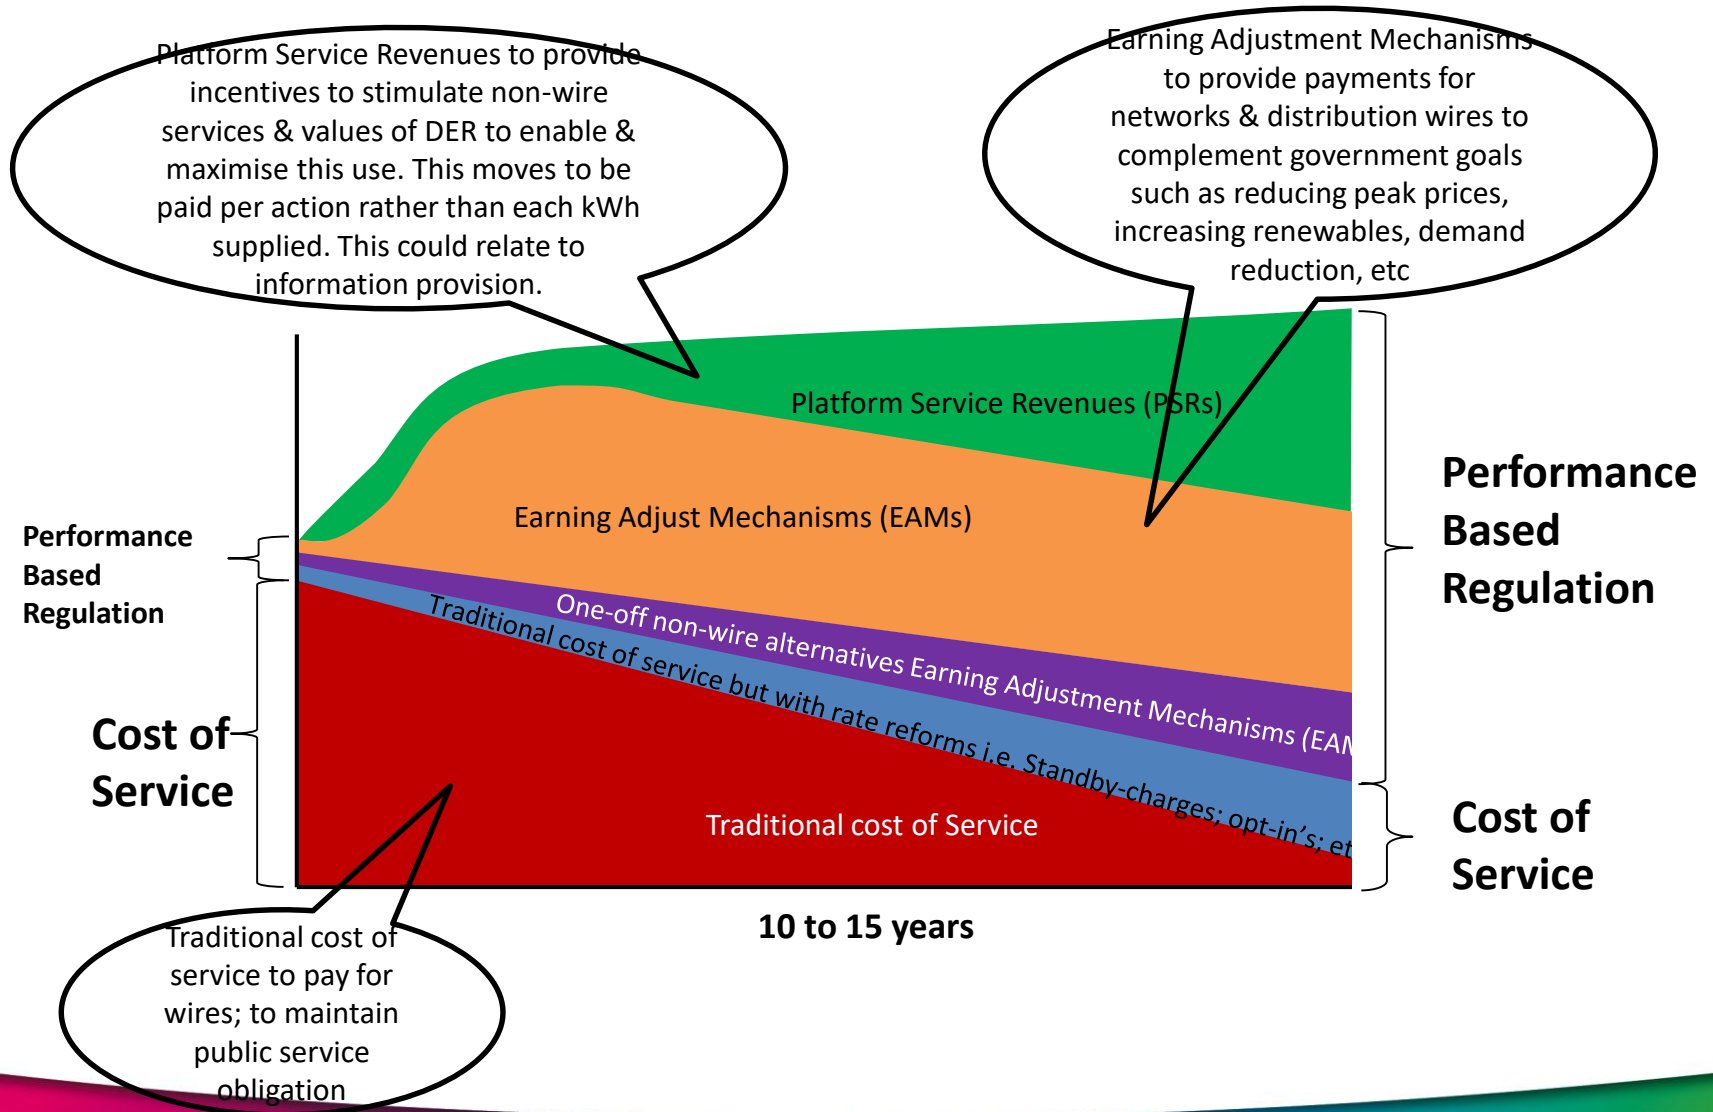 Platform Service Revenues to provide
incentives to stimulate non-wire
services & values of DER to enable &
maximise this use. This moves to be
paid per action rather than each kWh
supplied. This could relate to
information provision.
Earning Adjustment Mechanisms
to provide payments for
networks & distribution wires to
complement government goals
such as reducing peak prices,
increasing renewables, demand
reduction, etc
Platform Service Revenues (PSRs)
Earning Adjust Mechanisms (EAMs)
One-off non-wire alternatives Earning Adjustment Mechanisms (EAM
Traditional cost of service but with rate reforms i.e. Standby-charges; opt-in's; et
Traditional cost of Service
Performance
Based
Regulation
Cost of
Service
Performance
Based
Regulation
Cost of
Service
10 to 15 years
Traditional cost of
service to pay for
wires; to maintain
public service
obligation